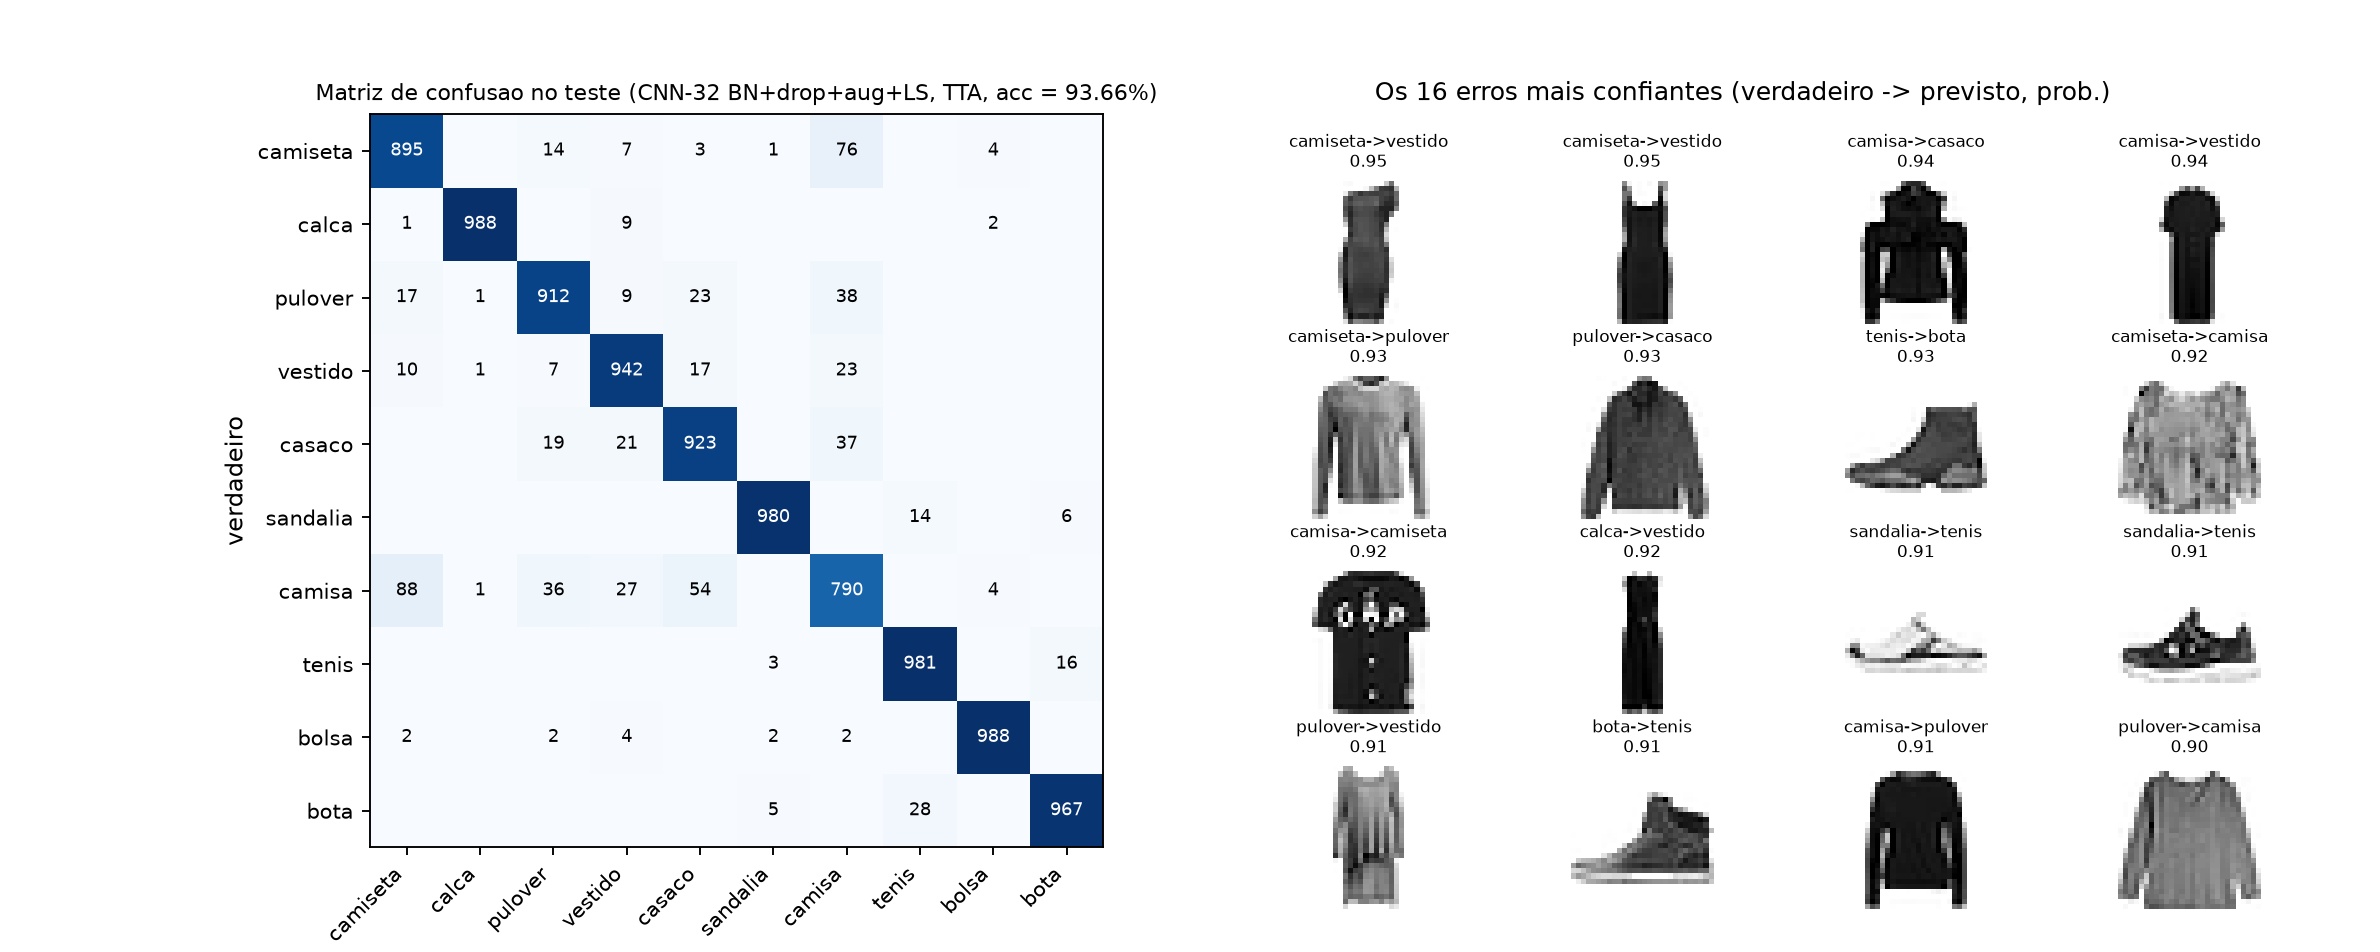 Matriz de confusao no teste (CNN-32 BN+drop+aug+LS, TTA, acc = 93.66%)
verdadeiro
camiseta 895 14 7 3 1 76 4
calca 1 988 9 2
pulover 17 1 912 9 23 38
vestido 10 1 7 942 17 23
casaco 19 21 923 37
sandalia 980 14 6
camisa 88 1 36 27 54 790 4
tenis 3 981 16
bolsa 2 2 4 2 2 988
bota 5 28 967
camiseta calca pulover vestido casaco sandalia camisa tenis bolsa bota
Os 16 erros mais confiantes (verdadeiro -> previsto, prob.)
camiseta->vestido camiseta->vestido camisa->casaco camisa->vestido
0.95 0.95 0.94 0.94
camiseta->pulover pulover->casaco tenis->bota camiseta->camisa
0.93 0.93 0.93 0.92
camisa->camiseta calca->vestido sandalia->tenis sandalia->tenis
0.92 0.92 0.91 0.91
pulover->vestido bota->tenis camisa->pulover pulover->camisa
0.91 0.91 0.91 0.90